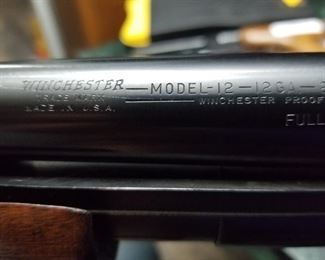 WINCHESTER — MODEL-12-12GA-
TRADE MARK
MADE IN U.S.A.
WINCHESTER PROOF
FULL